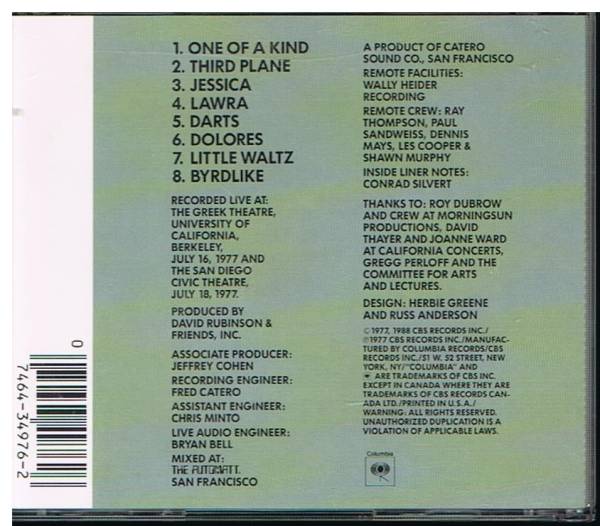 1. ONE OF A KIND
2. THIRD PLANE
3. JESSICA
4. LAWRA
5. DARTS
6. DOLORES
7. LITTLE WALTZ
8. BYRDLIKE
RECORDED LIVE AT:
THE GREEK THEATRE,
UNIVERSITY OF
CALIFORNIA,
BERKELEY,
JULY 16, 1977 AND
THE SAN DIEGO
CIVIC THEATRE,
JULY 18, 1977.
PRODUCED BY
DAVID RUBINSON &
FRIENDS, INC.
ASSOCIATE PRODUCER:
JEFFREY COHEN
RECORDING ENGINEER:
FRED CATERO
ASSISTANT ENGINEER:
CHRIS MINTO
LIVE AUDIO ENGINEER:
BRYAN BELL
MIXED AT:
THE AUTOMATT,
SAN FRANCISCO
A PRODUCT OF CATERO
SOUND CO., SAN FRANCISCO
REMOTE FACILITIES:
WALLY HEIDER
RECORDING
REMOTE CREW: RAY
THOMPSON, PAUL
SANDWEISS, DENNIS
MAYS, LES COOPER &
SHAWN MURPHY
INSIDE LINER NOTES:
CONRAD SILVERT
THANKS TO: ROY DUBROW
AND CREW AT MORNINGSUN
PRODUCTIONS, DAVID
THAYER AND JOANNE WARD
AT CALIFORNIA CONCERTS,
GREGG PERLOFF AND THE
COMMITTEE FOR ARTS
AND LECTURES.
DESIGN: HERBIE GREENE
AND RUSS ANDERSON
© 1977, 1988 CBS RECORDS INC./
℗ 1977 CBS RECORDS INC./MANUFAC-
TURED BY COLUMBIA RECORDS/CBS
RECORDS INC./51 W. 52 STREET, NEW
YORK, NY/"COLUMBIA" AND
ARE TRADEMARKS OF CBS INC.
EXCEPT IN CANADA WHERE THEY ARE
TRADEMARKS OF CBS RECORDS CAN-
ADA LTD./PRINTED IN U.S.A./
WARNING: ALL RIGHTS RESERVED.
UNAUTHORIZED DUPLICATION IS A
VIOLATION OF APPLICABLE LAWS.
Columbia
0
7464-34976-2